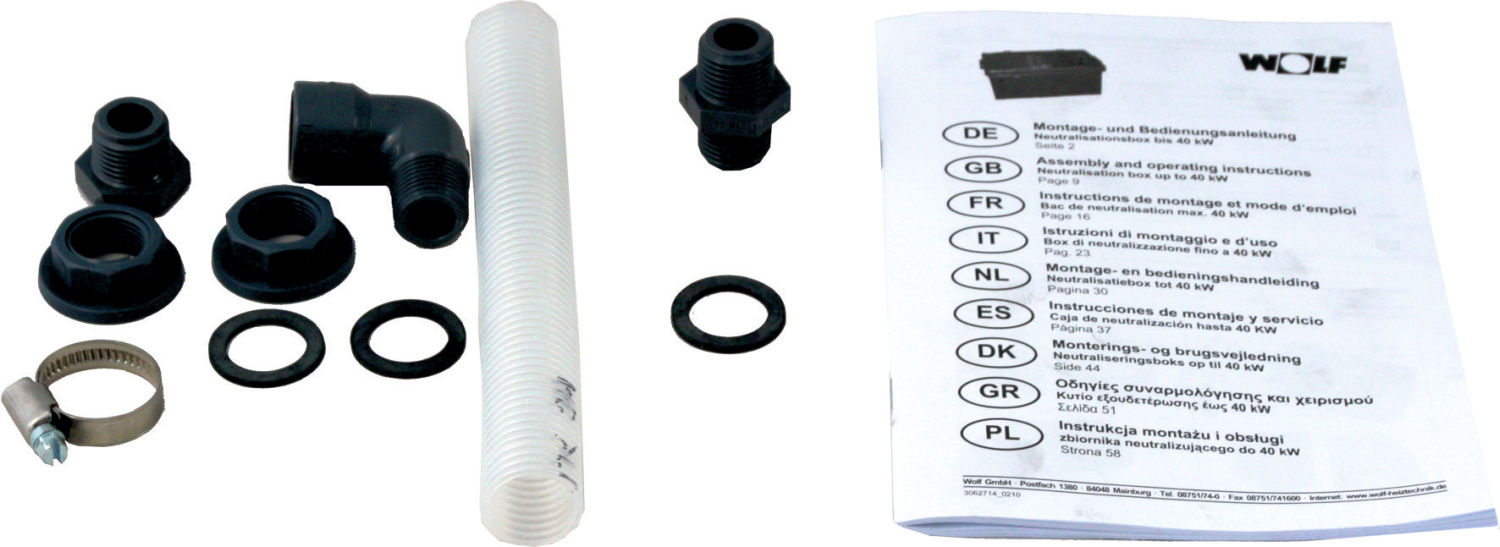 WOLF
DE
Montage- und Bedienungsanleitung
Neutralisationsbox bis 40 kW
Seite 2
GB
Assembly and operating instructions
Neutralisation box up to 40 kW
Page 9
FR
Instructions de montage et mode d'emploi
Bac de neutralisation max. 40 kW
Page 16
IT
Istruzioni di montaggio e d'uso
Box di neutralizzazione fino a 40 kW
Pag. 23
NL
Montage- en bedieningshandleiding
Neutralisatiebox tot 40 kW
Pagina 30
ES
Instrucciones de montaje y servicio
Caja de neutralización hasta 40 KW
Página 37
DK
Monterings- og brugsvejledning
Neutraliseringsboks op til 40 kW
Side 44
GR
Οδηγίες συναρμολόγησης και χειρισμού
Κυτίο εξουδετέρωσης έως 40 kW
Σελίδα 51
PL
Instrukcja montażu i obsługi
zbiornika neutralizującego do 40 kW
Strona 58
Wolf GmbH · Postfach 1380 · 84048 Mainburg · Tel. 08751/74-0 · Fax 08751/741600 · Internet: www.wolf-heiztechnik.de
3062714_0210